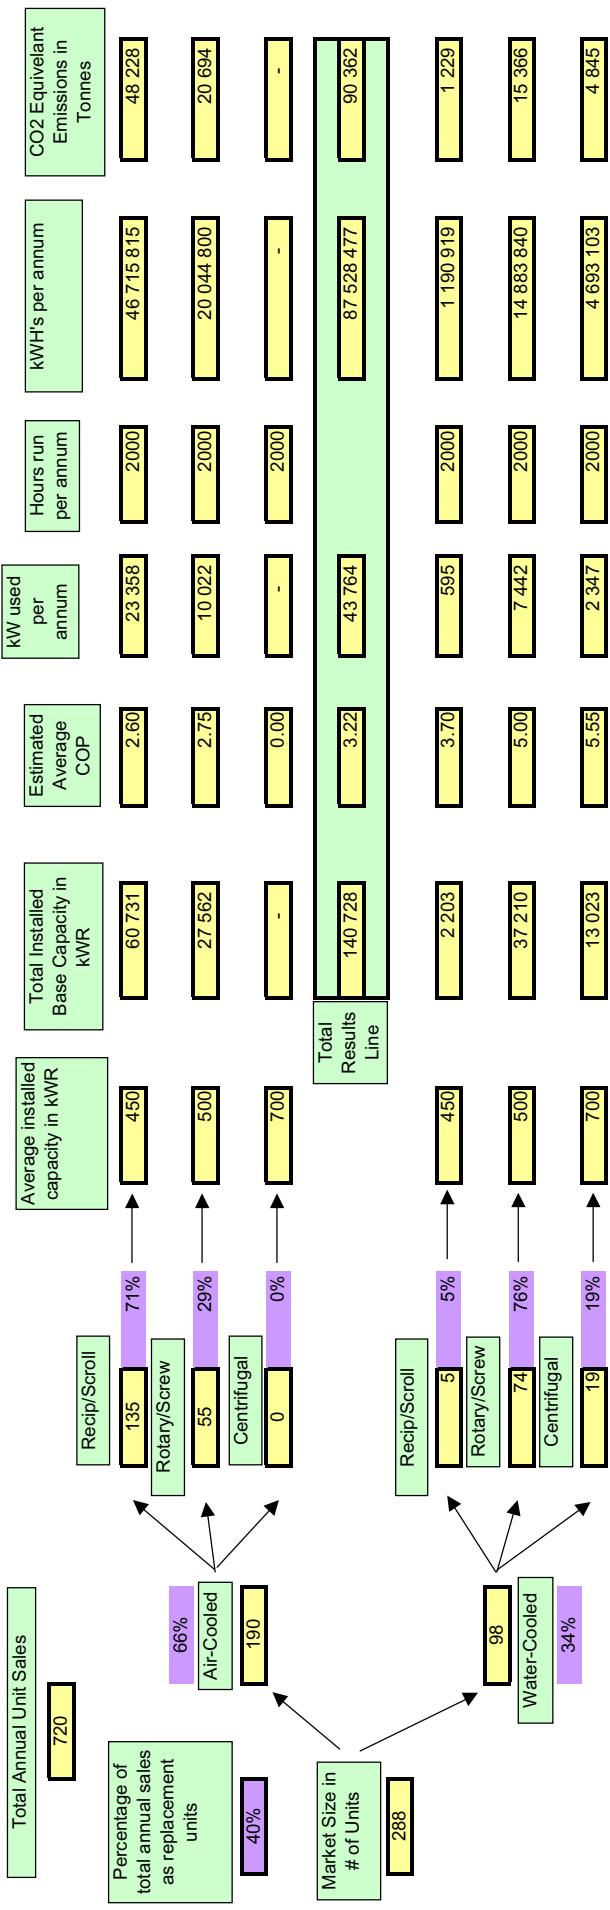 Total Annual Unit Sales
720
Percentage of
total annual sales
as replacement
units
40%
Market Size in
# of Units
288
66%
Air-Cooled
190
98
Water-Cooled
34%
Recip/Scroll
135
71%
Rotary/Screw
55
29%
Centrifugal
0
0%
Recip/Scroll
5
5%
Rotary/Screw
74
76%
Centrifugal
19
19%
Average installed
capacity in kWR
450
500
700
450
500
700
Total Installed
Base Capacity in
kWR
60 731
27 562
-
Total
Results
Line
140 728
2 203
37 210
13 023
Estimated
Average
COP
2.60
2.75
0.00
3.22
3.70
5.00
5.55
kW used
per
annum
23 358
10 022
-
43 764
595
7 442
2 347
Hours run
per annum
2000
2000
2000
2000
2000
2000
kWH's per annum
46 715 815
20 044 800
-
87 528 477
1 190 919
14 883 840
4 693 103
CO2 Equivelant
Emissions in
Tonnes
48 228
20 694
-
90 362
1 229
15 366
4 845